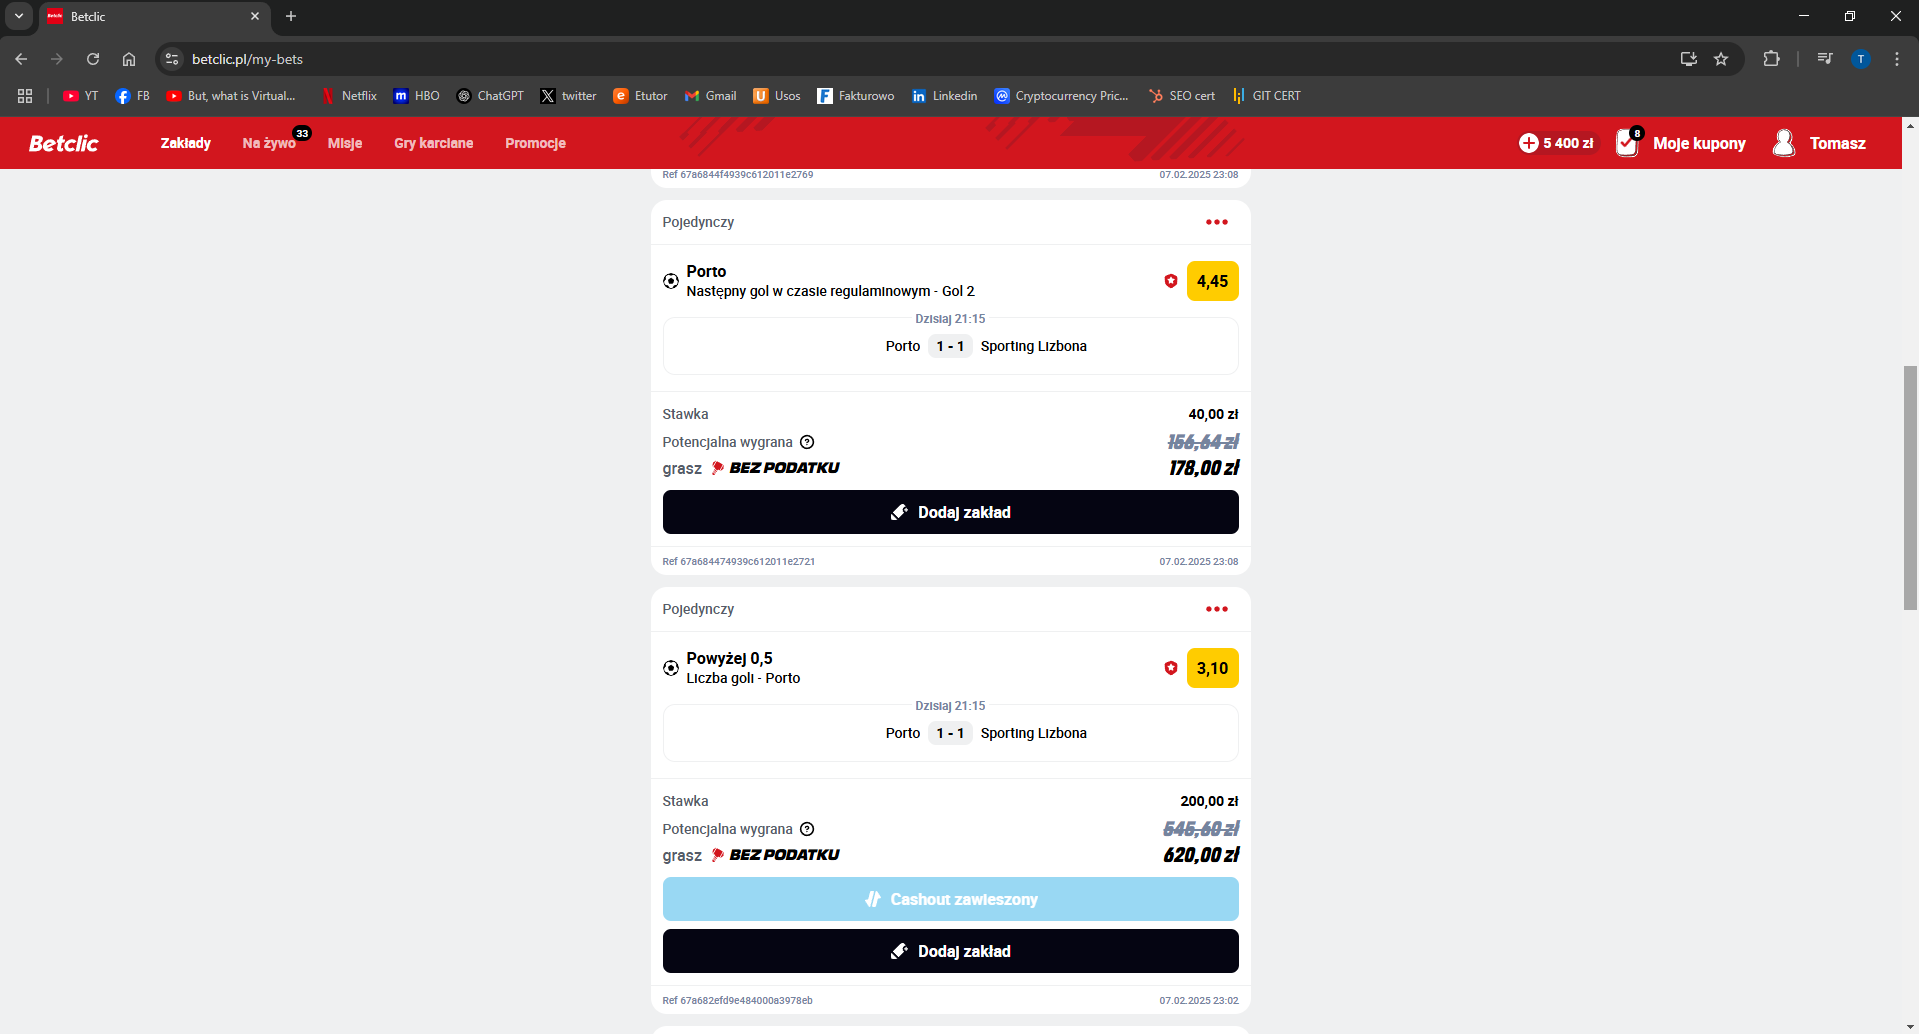 Betclic
betclic.pl/my-bets
YT
FB
But, what is Virtual...
Netflix
HBO
ChatGPT
twitter
Etutor
Gmail
Usos
Fakturowo
Linkedin
Cryptocurrency Pric...
SEO cert
GIT CERT
Betclic
Zakłady
Na żywo
33
Misje
Gry karciane
Promocje
5 400 zł
8
Moje kupony
Tomasz
Ref 67a6844f4939c612011e2769
07.02.2025 23:08
Pojedynczy
Porto
Następny gol w czasie regulaminowym - Gol 2
4,45
Dzisiaj 21:15
Porto 1 - 1 Sporting Lizbona
Stawka
40,00 zł
Potencjalna wygrana ?
156,64 zł
grasz BEZ PODATKU
178,00 zł
Dodaj zakład
Ref 67a684474939c612011e2721
07.02.2025 23:08
Pojedynczy
Powyżej 0,5
Liczba goli - Porto
3,10
Dzisiaj 21:15
Porto 1 - 1 Sporting Lizbona
Stawka
200,00 zł
Potencjalna wygrana ?
545,60 zł
grasz BEZ PODATKU
620,00 zł
Cashout zawieszony
Dodaj zakład
Ref 67a682efd9e484000a3978eb
07.02.2025 23:02